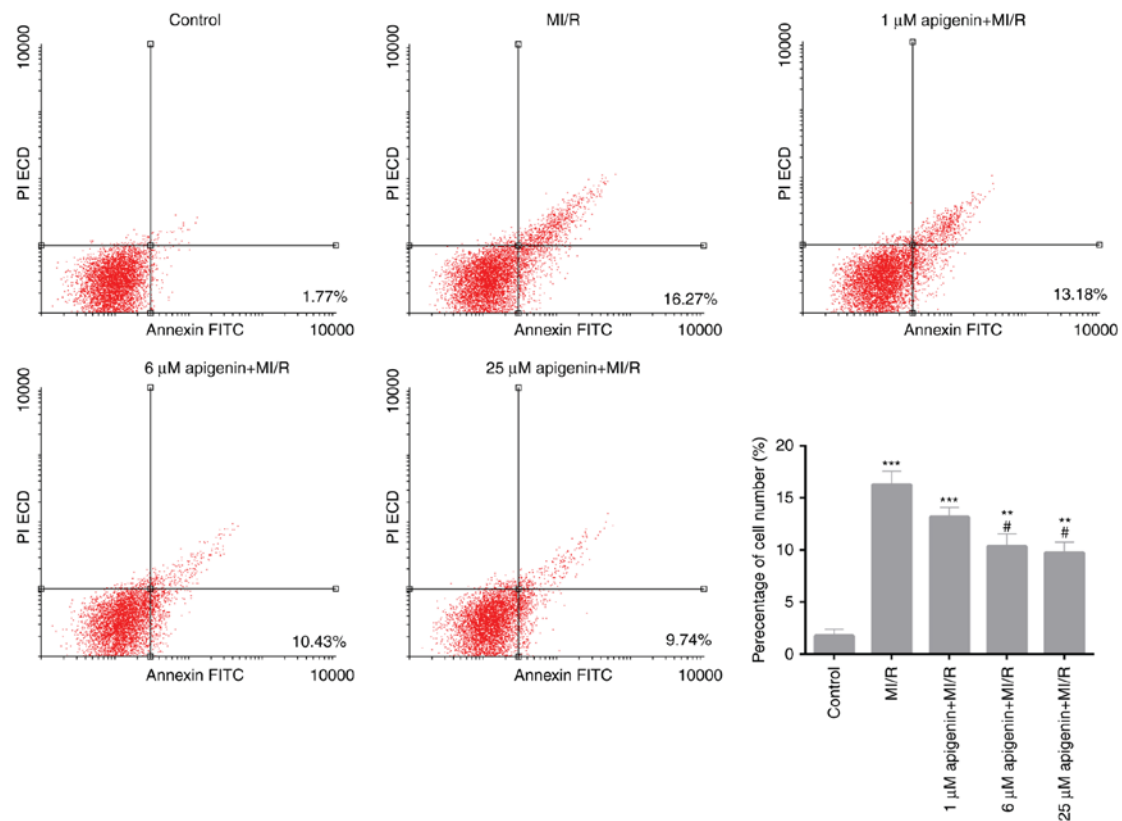 Control
10000
PI ECD
1.77%
Annexin FITC
10000
MI/R
10000
PI ECD
16.27%
Annexin FITC
10000
1 µM apigenin+MI/R
10000
PI ECD
13.18%
Annexin FITC
10000
6 µM apigenin+MI/R
10000
PI ECD
10.43%
Annexin FITC
10000
25 µM apigenin+MI/R
10000
PI ECD
9.74%
Annexin FITC
10000
Perecentage of cell number (%)
20
15
10
5
0
***
***
**
#
**
#
Control
MI/R
1 µM apigenin+MI/R
6 µM apigenin+MI/R
25 µM apigenin+MI/R